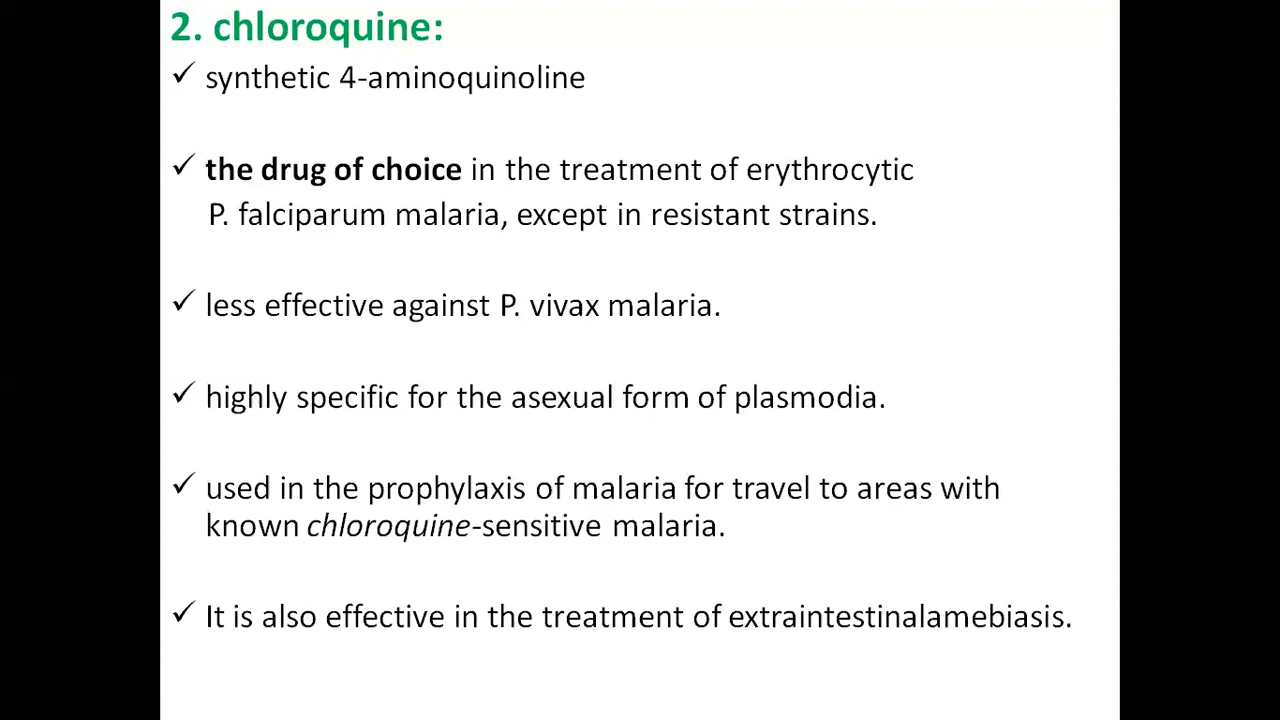 2. chloroquine:
✓ synthetic 4-aminoquinoline
✓ the drug of choice in the treatment of erythrocytic
P. falciparum malaria, except in resistant strains.
✓ less effective against P. vivax malaria.
✓ highly specific for the asexual form of plasmodia.
✓ used in the prophylaxis of malaria for travel to areas with
known chloroquine-sensitive malaria.
✓ It is also effective in the treatment of extraintestinalamebiasis.